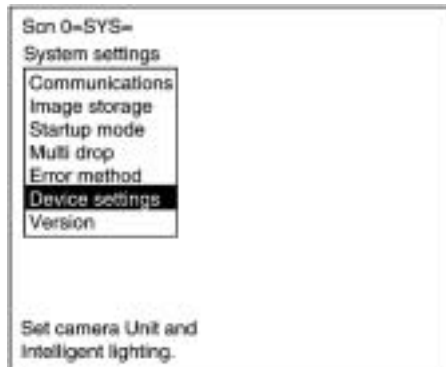 Scn 0=SYS=
System settings
Communications
Image storage
Startup mode
Multi drop
Error method
Device settings
Version
Set camera Unit and
Intelligent lighting.